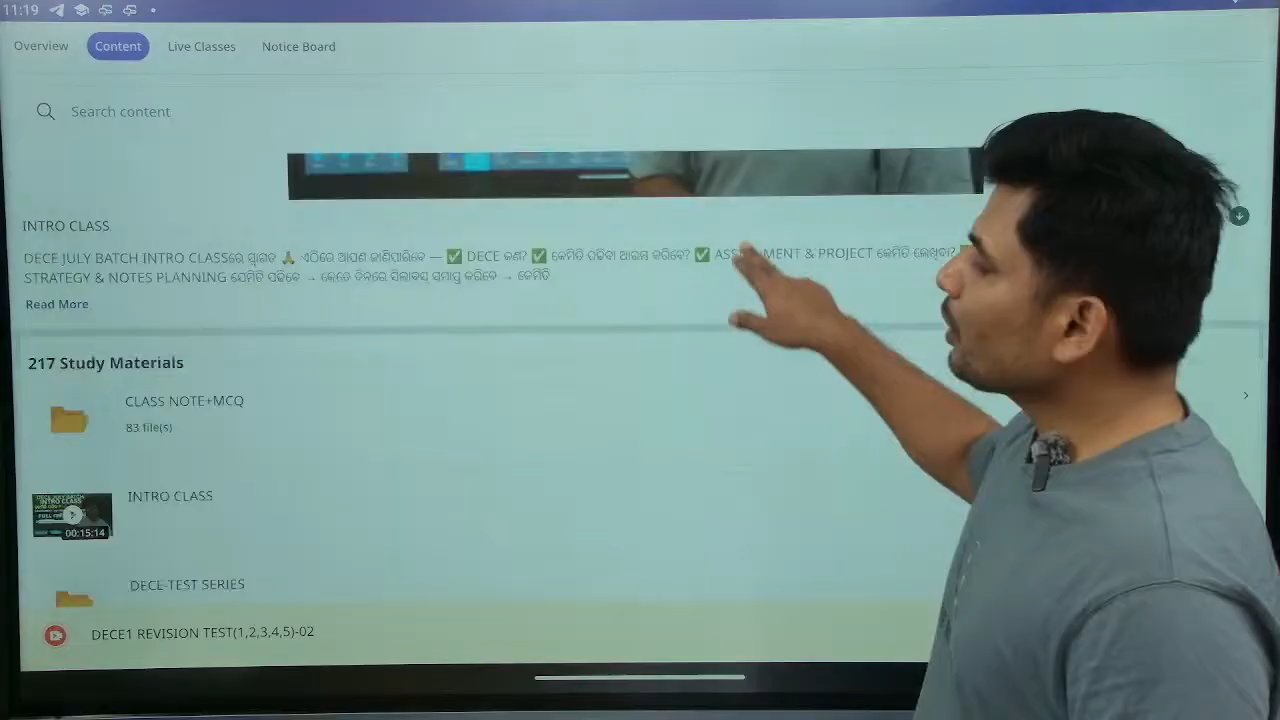 11:19
Overview Content Live Classes Notice Board
Search content
INTRO CLASS
DECE JULY BATCH INTRO CLASSରେ ସ୍ୱାଗତ 🙏 ଏଠିରେ ଆପଣ ଜାଣିପାରିବେ — ✅ DECE କଣ? ✅ କେମିତି ପଢିବା ଆରମ୍ଭ କରିବେ? ✅ ASS MENT & PROJECT କେମିତି ଲେଖିବା?
STRATEGY & NOTES PLANNING ଯେମିତି ପଢିବେ → କେତେ ଦିନରେ ସିଲାବସ୍ ସମାପ୍ତ କରିବେ → କେମିତି
Read More
217 Study Materials
CLASS NOTE+MCQ
83 file(s)
INTRO CLASS
00:15:14
DECE-TEST SERIES
DECE1 REVISION TEST(1,2,3,4,5)-02